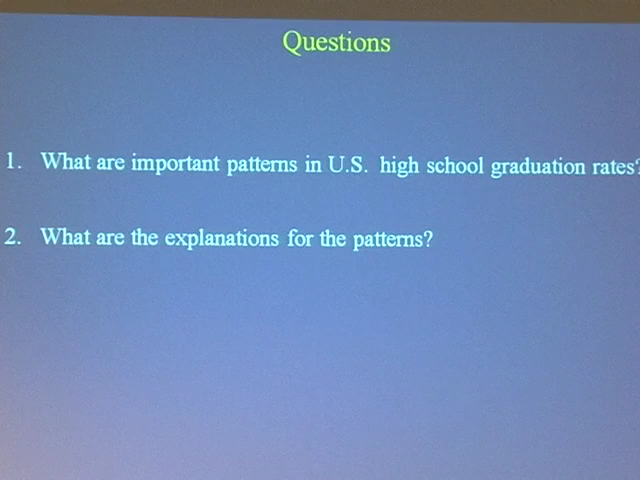 Questions
1. What are important patterns in U.S. high school graduation rates?
2. What are the explanations for the patterns?